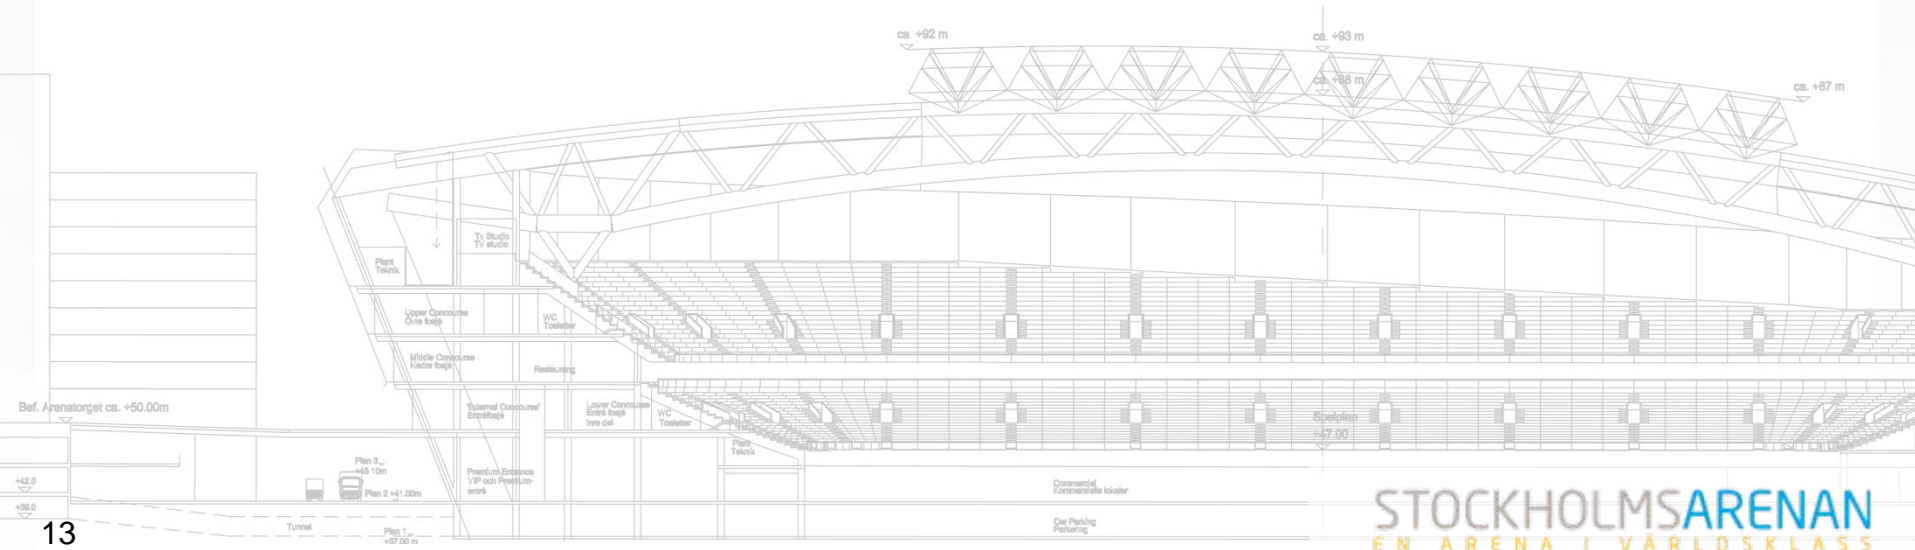 ca. +92 m
ca. +93 m
ca. +88 m
ca. +87 m
Tv Studio
TV studio
Plant
Teknik
Upper Concourse
Övre foajé
WC
Toaletter
Middle Concourse
Nedre foajé
Restaurang
Bef. Arenatorget ca. +50.00m
'External Concourse'
Entréfoajé
Lower Concourse
Entré foajé
Inre del
WC
Toaletter
Spelplan
+47.00
Plant
Teknik
Plan 3
+45.10m
Premium Entrance
VIP och Premium-
entré
+42.0
Plan 2 +41.00m
Commercial
Kommersiella lokaler
+39.0
Tunnel
Plan 1
+37.00 m
Car Parking
Parkering
13
STOCKHOLMSARENAN
EN ARENA I VÄRLDSKLASS